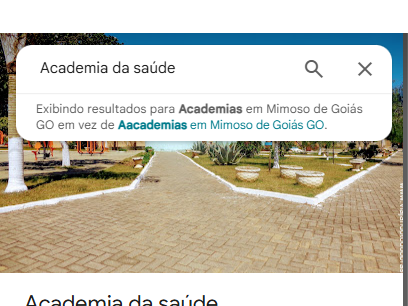 Academia da saúde
Exibindo resultados para Academias em Mimoso de Goiás
GO em vez de Aacademias em Mimoso de Goiás GO.
Academia da saúde